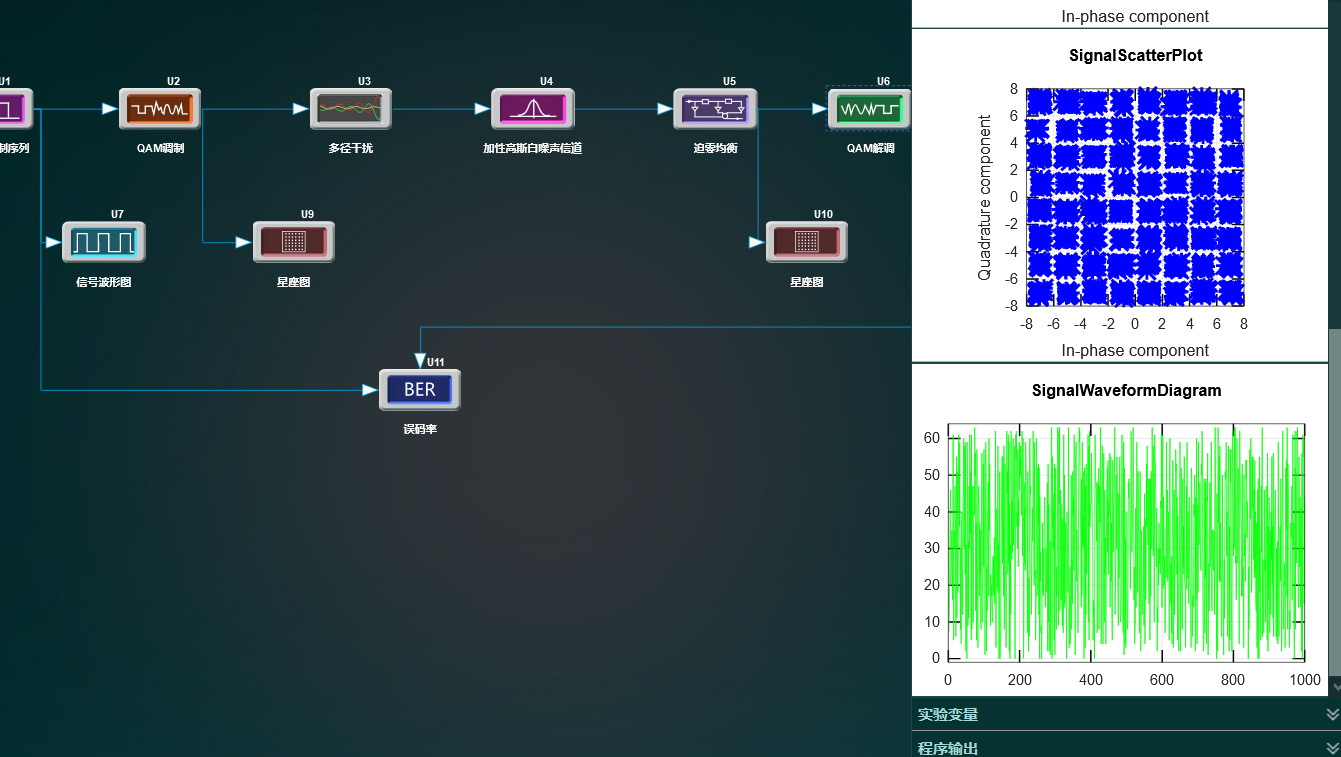 U1
U2
U3
U4
U5
U6
制序列
QAM调制
多径干扰
加性高斯白噪声信道
迫零均衡
QAM解调
U7
U9
U10
信号波形图
星座图
星座图
U11
BER
误码率
In-phase component
SignalScatterPlot
Quadrature component
8
6
4
2
0
-2
-4
-6
-8
-8
-6
-4
-2
0
2
4
6
8
In-phase component
SignalWaveformDiagram
60
50
40
30
20
10
0
0
200
400
600
800
1000
实验变量
程序输出